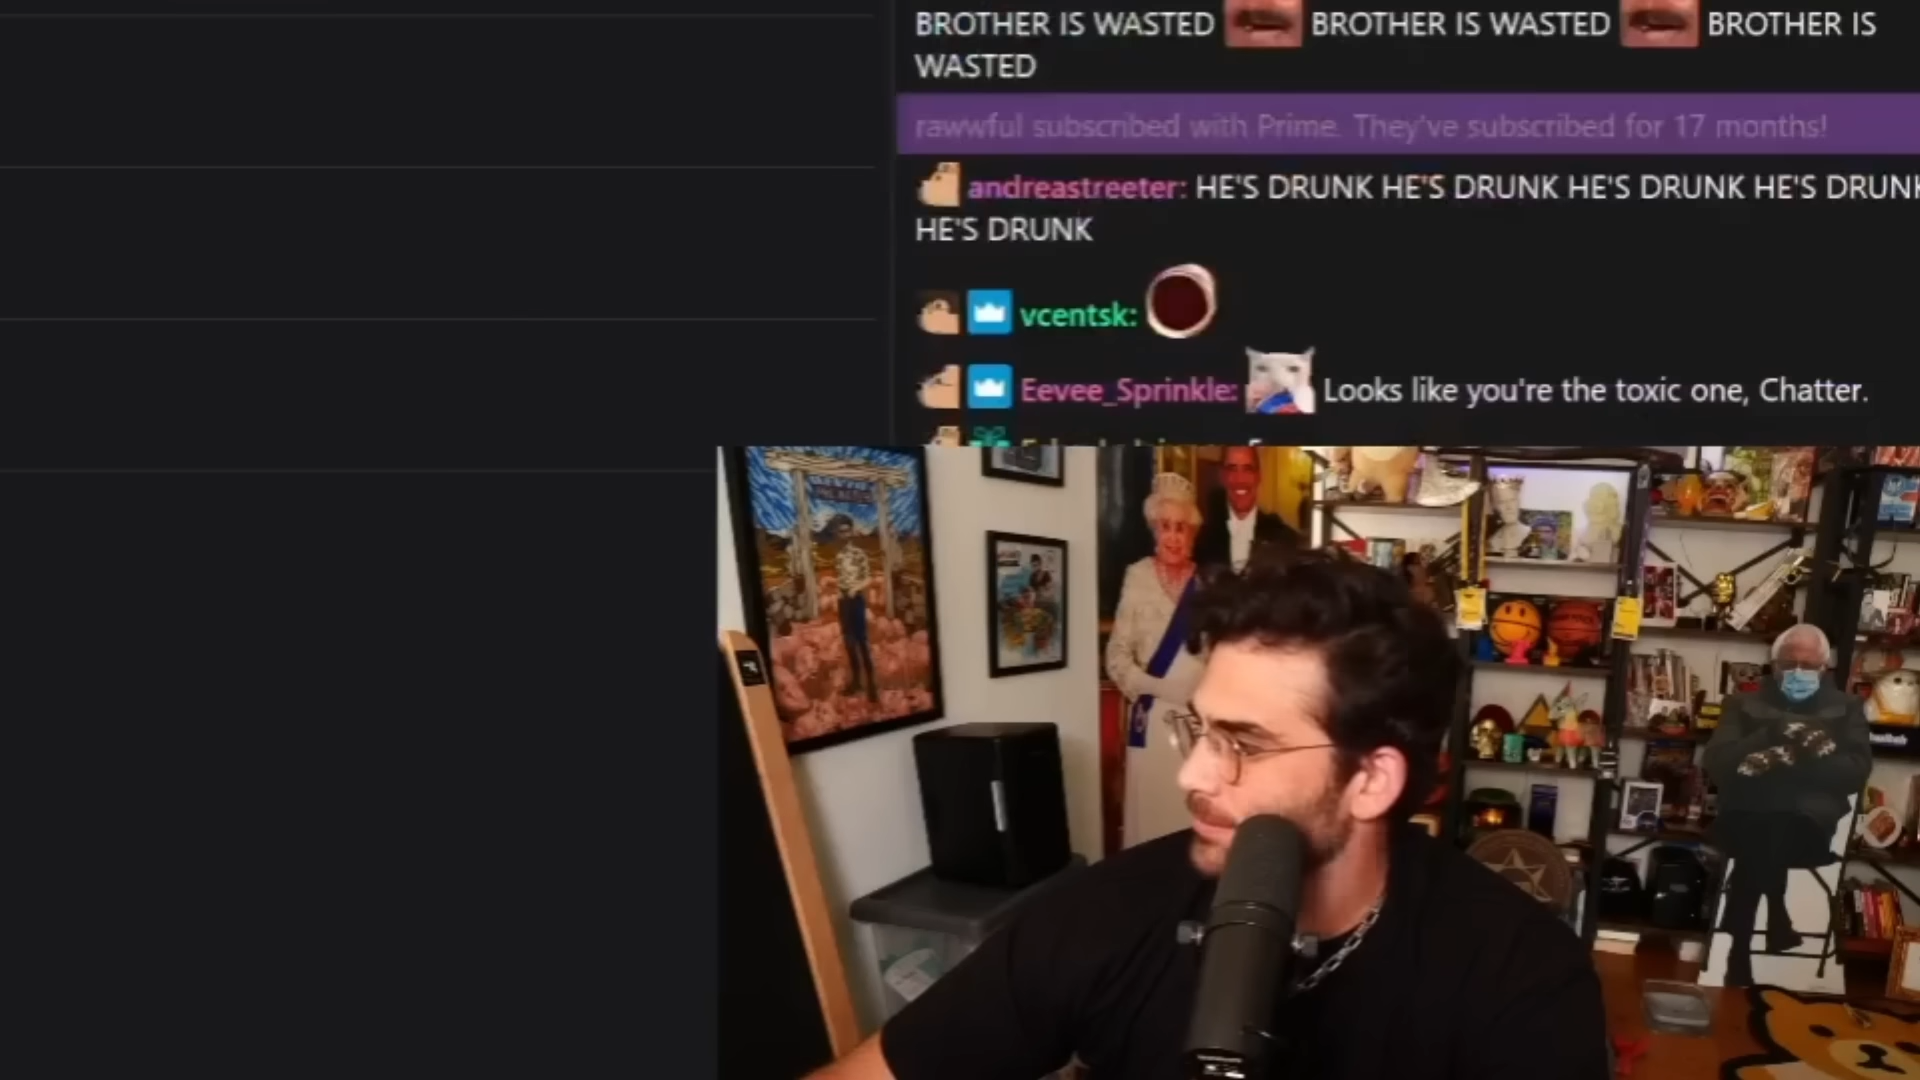 BROTHER IS WASTED BROTHER IS WASTED BROTHER IS
WASTED
rawwful subscribed with Prime. They've subscribed for 17 months!
andreastreeter: HE'S DRUNK HE'S DRUNK HE'S DRUNK HE'S DRUNK
HE'S DRUNK
vcentsk:
Eevee_Sprinkle: Looks like you're the toxic one, Chatter.